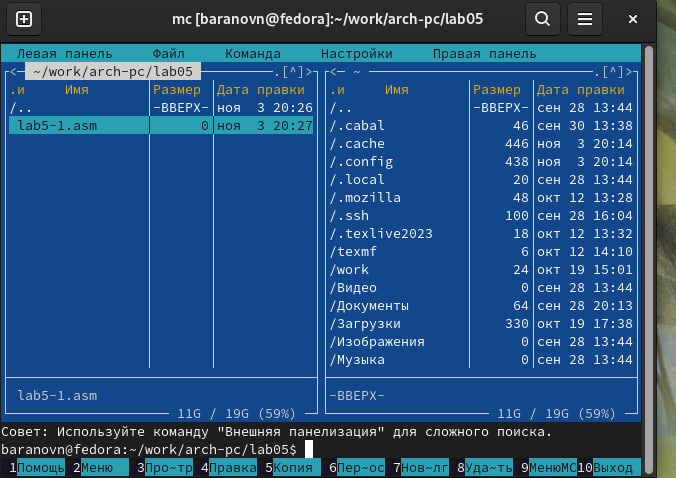 mc [baranovn@fedora]:~/work/arch-pc/lab05
Левая панель Файл Команда Настройки Правая панель
<- ~/work/arch-pc/lab05 .[^]> <- ~ .[^]>
.и Имя Размер Дата правки .и Имя Размер Дата правки
/.. -ВВЕРХ- ноя 3 20:26 /.. -ВВЕРХ- сен 28 13:44
lab5-1.asm 0 ноя 3 20:27 /.cabal 46 сен 30 13:38
/.cache 446 ноя 3 20:14
/.config 438 ноя 3 20:14
/.local 20 сен 28 13:44
/.mozilla 48 окт 12 13:28
/.ssh 100 сен 28 16:04
/.texlive2023 18 окт 12 13:32
/texmf 6 окт 12 14:10
/work 24 окт 19 15:01
/Видео 0 сен 28 13:44
/Документы 64 сен 28 20:13
/Загрузки 330 окт 19 17:38
/Изображения 0 сен 28 13:44
/Музыка 0 сен 28 13:44
lab5-1.asm -ВВЕРХ-
11G / 19G (59%) 11G / 19G (59%)
Совет: Используйте команду "Внешняя панелизация" для сложного поиска.
baranovn@fedora:~/work/arch-pc/lab05$
1Помощь 2Меню 3Про~тр 4Правка 5Копия 6Пер~ос 7Нов~лг 8Уда~ть 9МенюMC 10Выход